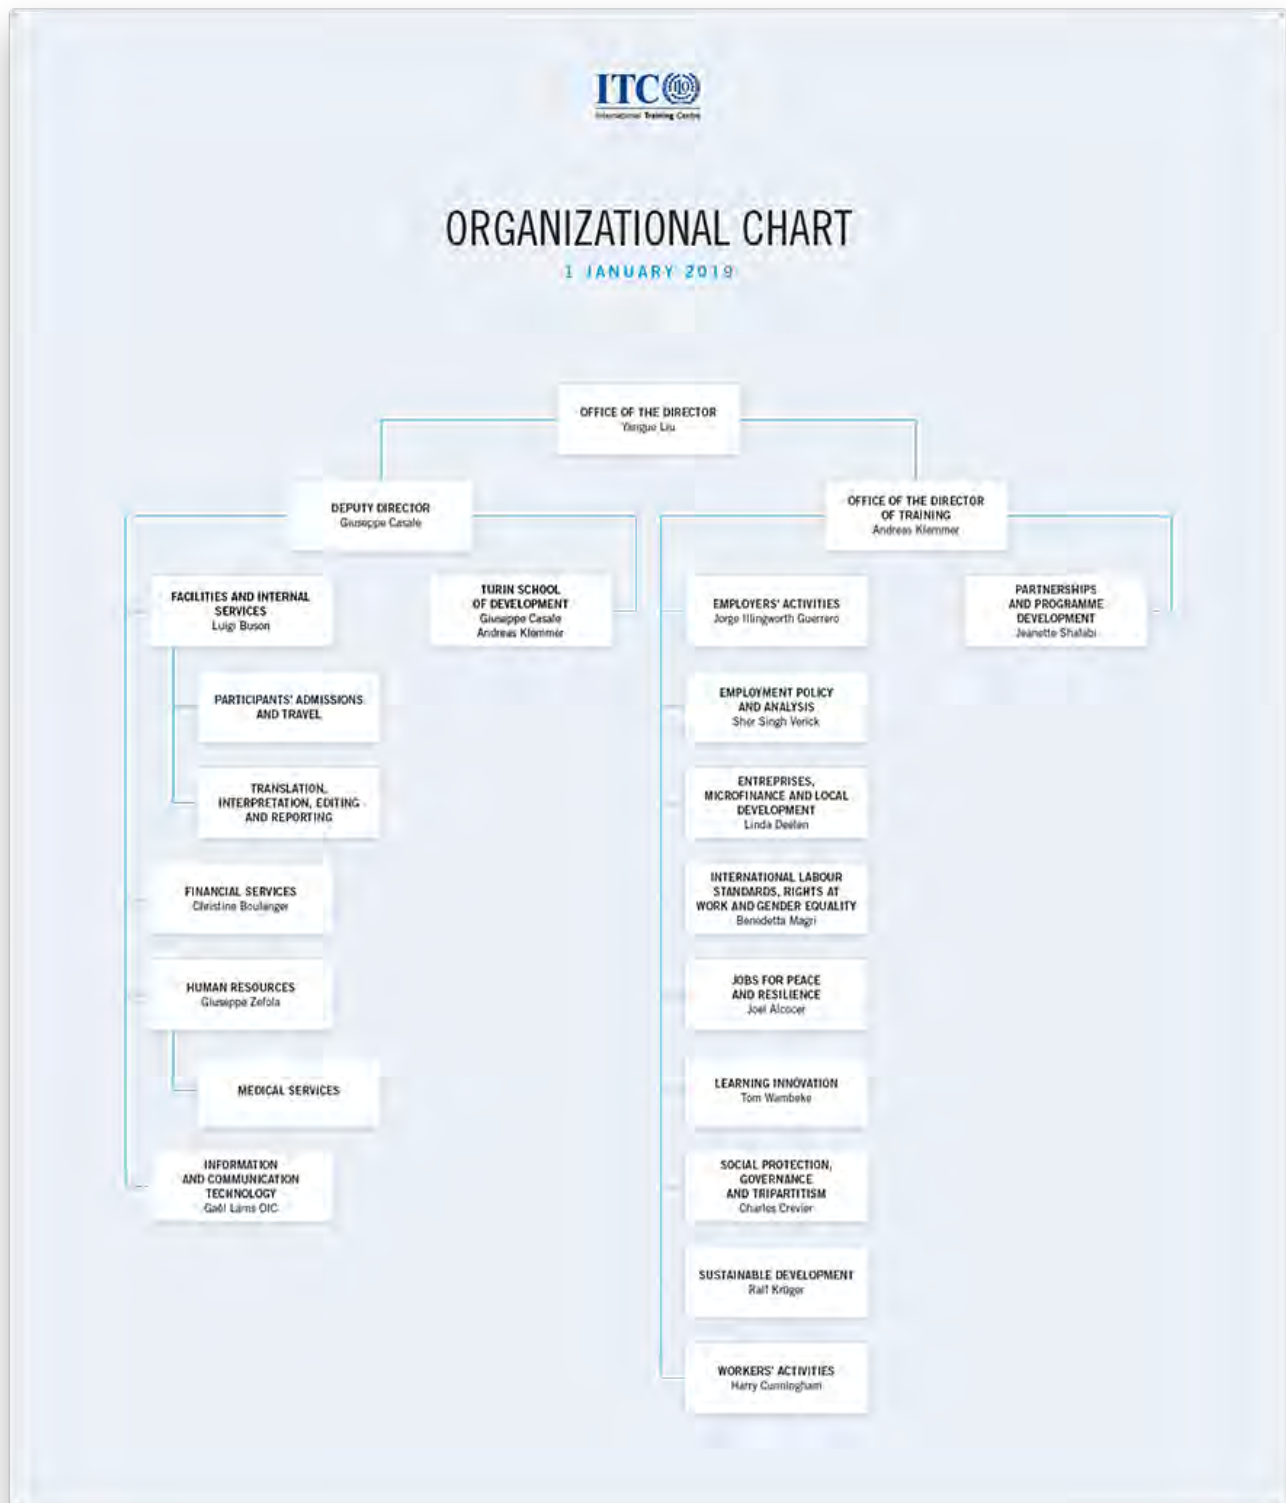 ITC ILO
International Training Centre
ORGANIZATIONAL CHART
1 JANUARY 2019
OFFICE OF THE DIRECTOR
Yanguo Liu
DEPUTY DIRECTOR
Giuseppe Casale
FACILITIES AND INTERNAL
SERVICES
Luigi Buson
PARTICIPANTS' ADMISSIONS
AND TRAVEL
TRANSLATION,
INTERPRETATION, EDITING
AND REPORTING
FINANCIAL SERVICES
Christine Boulanger
HUMAN RESOURCES
Giuseppe Zefola
MEDICAL SERVICES
INFORMATION
AND COMMUNICATION
TECHNOLOGY
Gaël Lams OIC
TURIN SCHOOL
OF DEVELOPMENT
Giuseppe Casale
Andreas Klemmer
OFFICE OF THE DIRECTOR
OF TRAINING
Andreas Klemmer
EMPLOYERS' ACTIVITIES
Jorge Illingworth Guerrero
EMPLOYMENT POLICY
AND ANALYSIS
Sher Singh Verick
ENTREPRISES,
MICROFINANCE AND LOCAL
DEVELOPMENT
Linda Deelen
INTERNATIONAL LABOUR
STANDARDS, RIGHTS AT
WORK AND GENDER EQUALITY
Benedetta Magri
JOBS FOR PEACE
AND RESILIENCE
Joel Alcocer
LEARNING INNOVATION
Tom Wambeke
SOCIAL PROTECTION,
GOVERNANCE
AND TRIPARTITISM
Charles Crevier
SUSTAINABLE DEVELOPMENT
Ralf Krüger
WORKERS' ACTIVITIES
Harry Cunningham
PARTNERSHIPS
AND PROGRAMME
DEVELOPMENT
Jeanette Shalabi